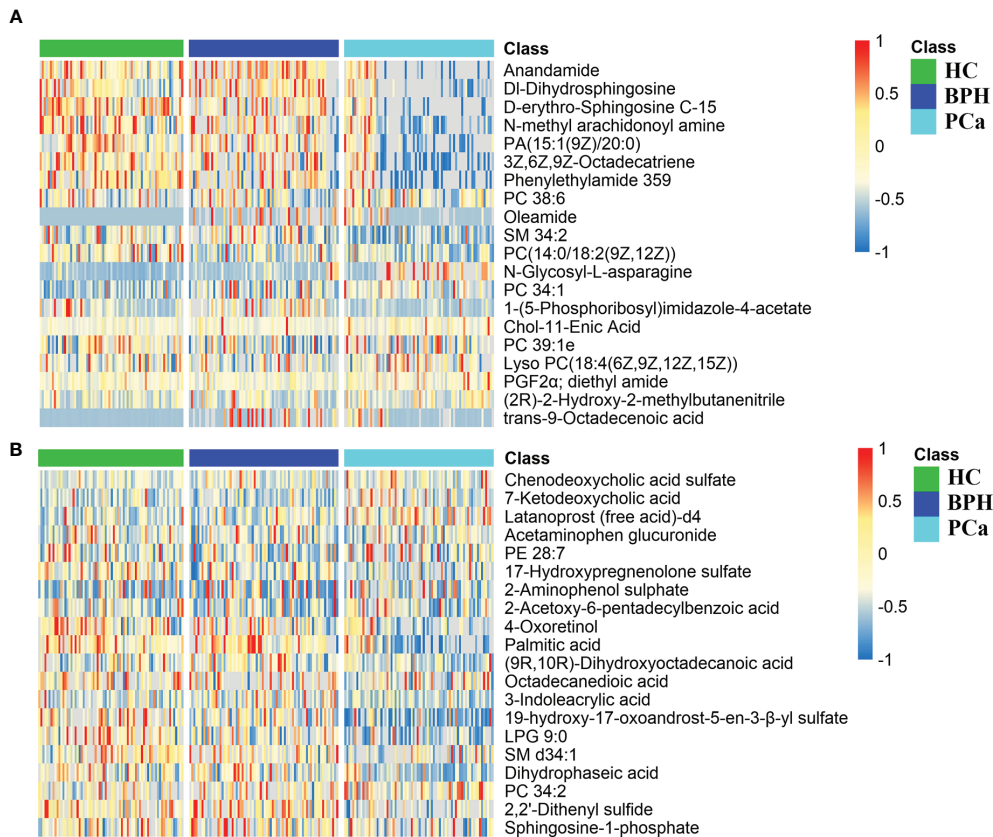 A
Class
Anandamide
Dl-Dihydrosphingosine
D-erythro-Sphingosine C-15
N-methyl arachidonoyl amine
PA(15:1(9Z)/20:0)
3Z,6Z,9Z-Octadecatriene
Phenylethylamide 359
PC 38:6
Oleamide
SM 34:2
PC(14:0/18:2(9Z,12Z))
N-Glycosyl-L-asparagine
PC 34:1
1-(5-Phosphoribosyl)imidazole-4-acetate
Chol-11-Enic Acid
PC 39:1e
Lyso PC(18:4(6Z,9Z,12Z,15Z))
PGF2α; diethyl amide
(2R)-2-Hydroxy-2-methylbutanenitrile
trans-9-Octadecenoic acid
1
0.5
0
-0.5
-1
Class
HC
BPH
PCa
B
Class
Chenodeoxycholic acid sulfate
7-Ketodeoxycholic acid
Latanoprost (free acid)-d4
Acetaminophen glucuronide
PE 28:7
17-Hydroxypregnenolone sulfate
2-Aminophenol sulphate
2-Acetoxy-6-pentadecylbenzoic acid
4-Oxoretinol
Palmitic acid
(9R,10R)-Dihydroxyoctadecanoic acid
Octadecanedioic acid
3-Indoleacrylic acid
19-hydroxy-17-oxoandrost-5-en-3-β-yl sulfate
LPG 9:0
SM d34:1
Dihydrophaseic acid
PC 34:2
2,2'-Dithenyl sulfide
Sphingosine-1-phosphate
1
0.5
0
-0.5
-1
Class
HC
BPH
PCa